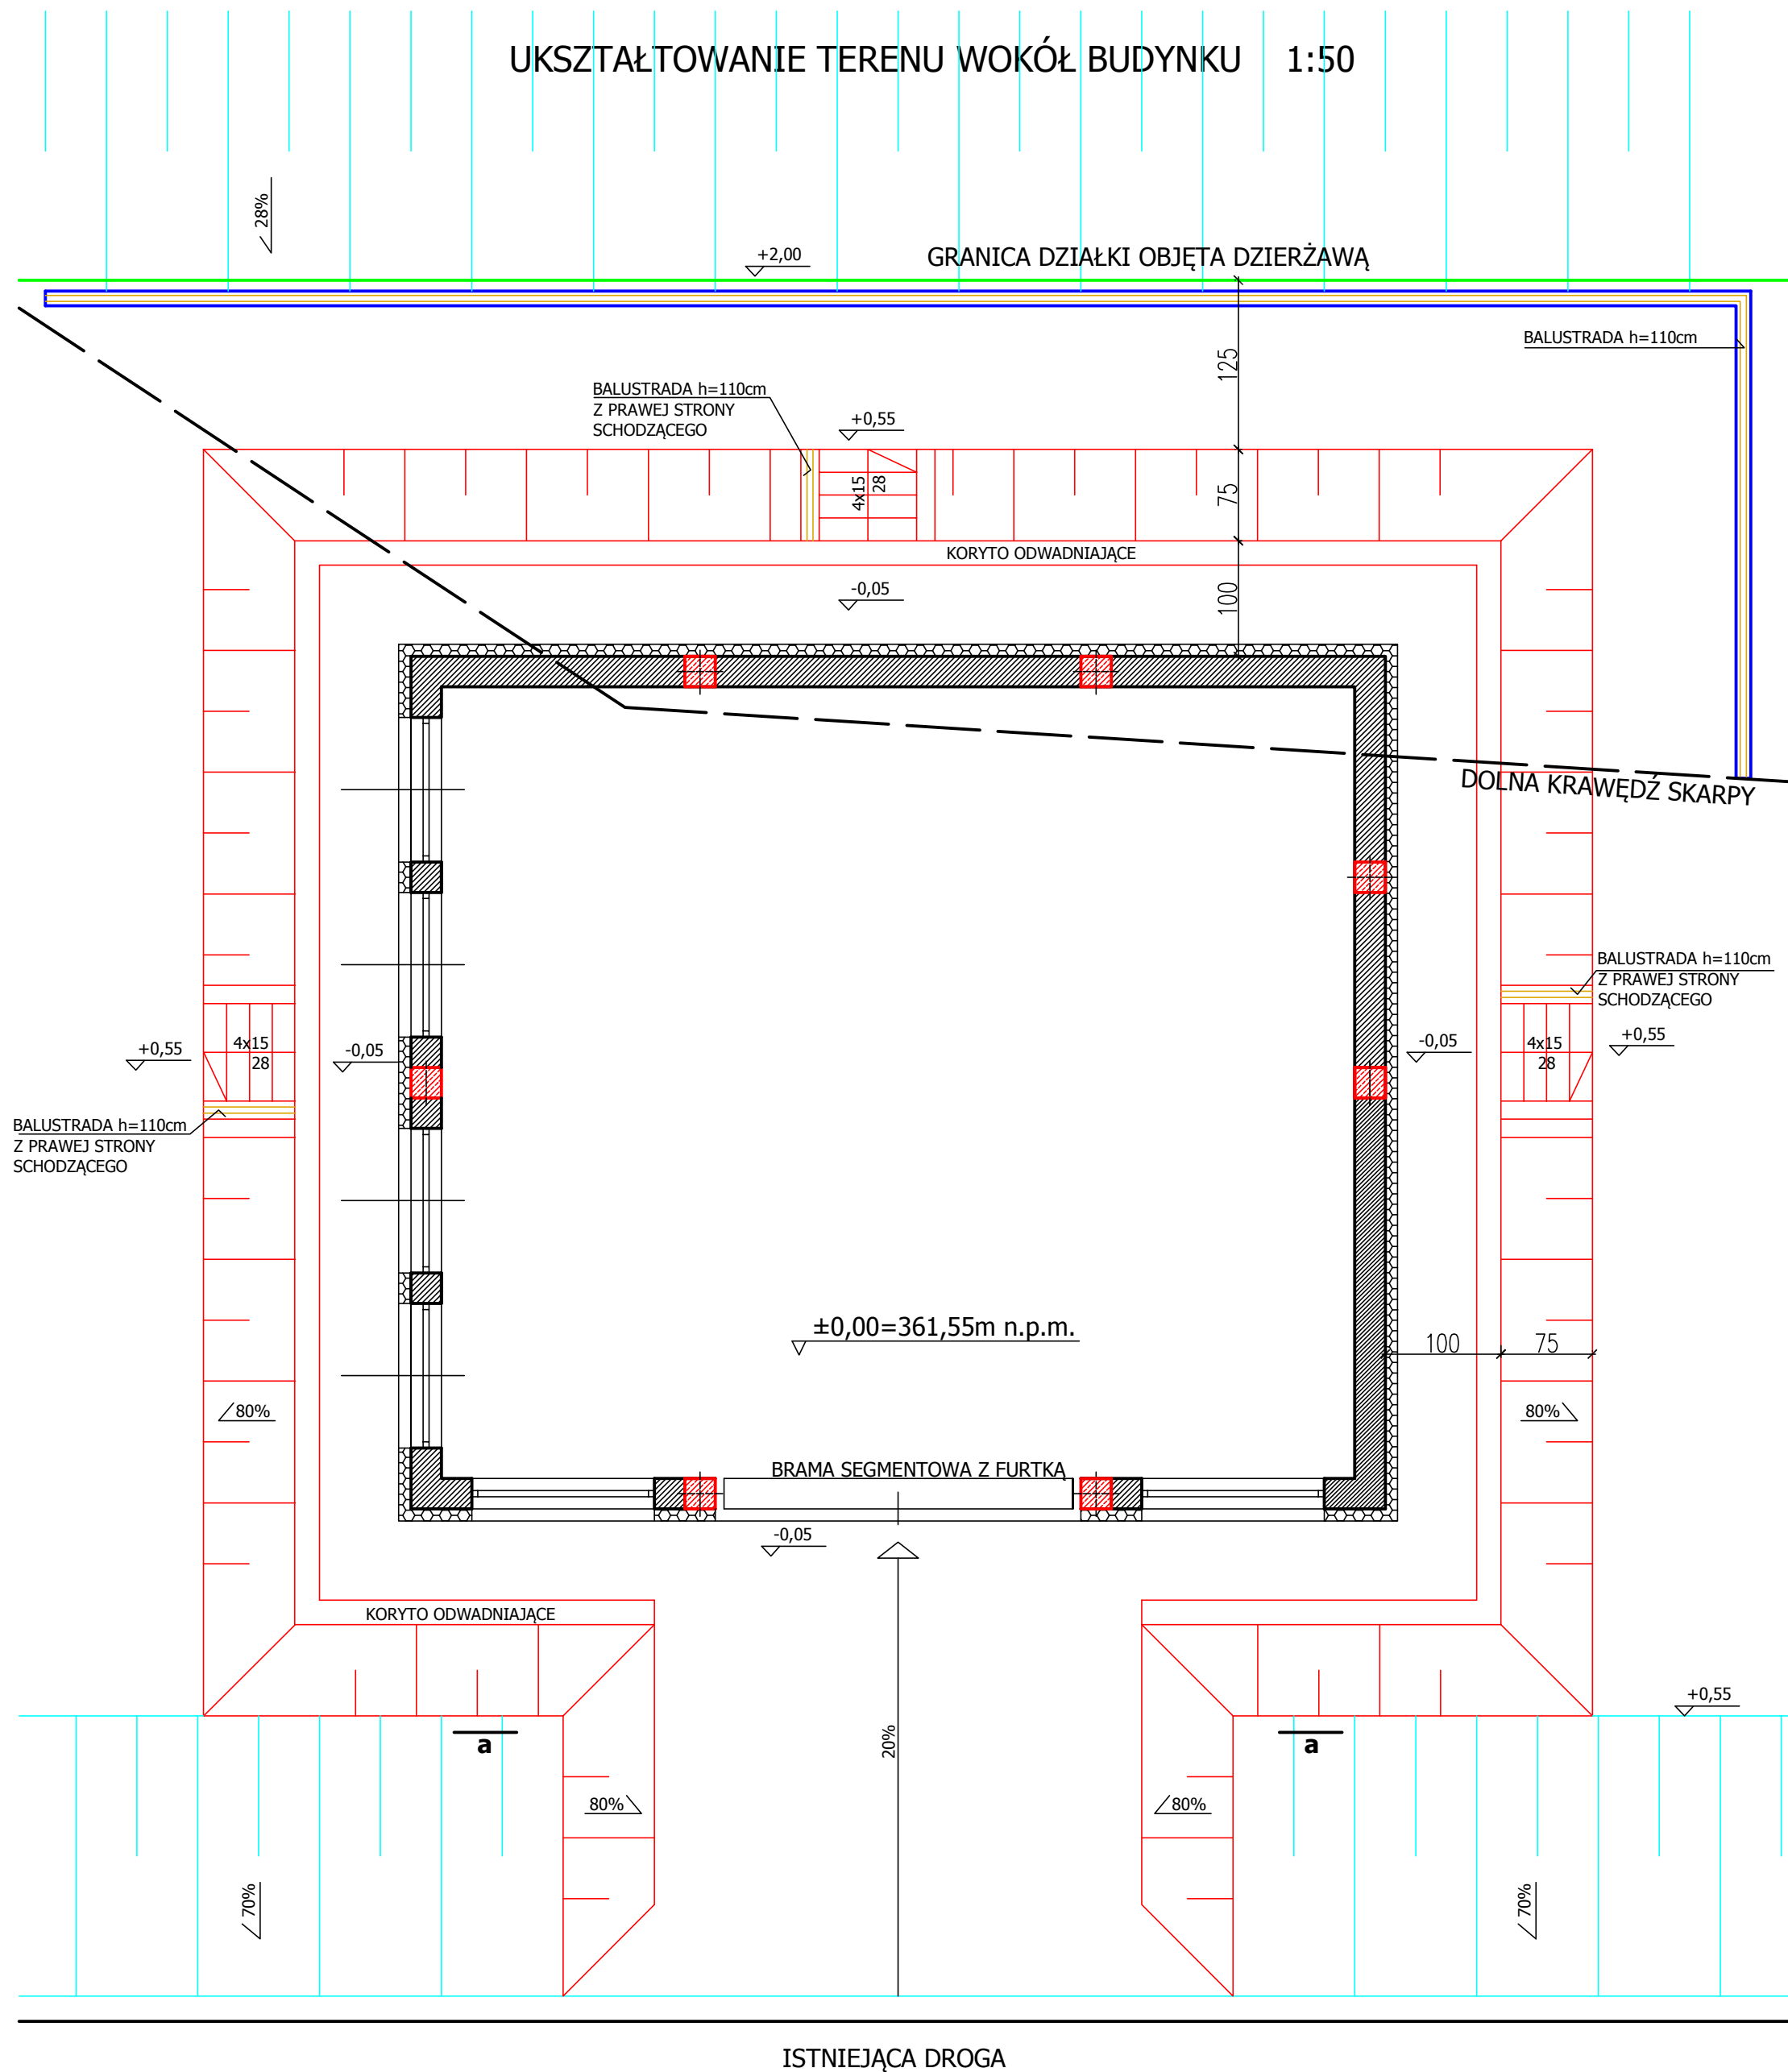 UKSZTAŁTOWANIE TERENU WOKÓŁ BUDYNKU 1:50
28%
+2,00
GRANICA DZIAŁKI OBJĘTA DZIERŻAWĄ
BALUSTRADA h=110cm
125
BALUSTRADA h=110cm
Z PRAWEJ STRONY
SCHODZĄCEGO
+0,55
4x15
28
75
KORYTO ODWADNIAJĄCE
-0,05
100
DOLNA KRAWĘDŹ SKARPY
BALUSTRADA h=110cm
Z PRAWEJ STRONY
SCHODZĄCEGO
+0,55
4x15
28
-0,05
-0,05
4x15
28
+0,55
BALUSTRADA h=110cm
Z PRAWEJ STRONY
SCHODZĄCEGO
±0,00=361,55m n.p.m.
100
75
80%
80%
BRAMA SEGMENTOWA Z FURTKĄ
-0,05
KORYTO ODWADNIAJĄCE
+0,55
a
a
20%
80%
80%
70%
70%
ISTNIEJĄCA DROGA